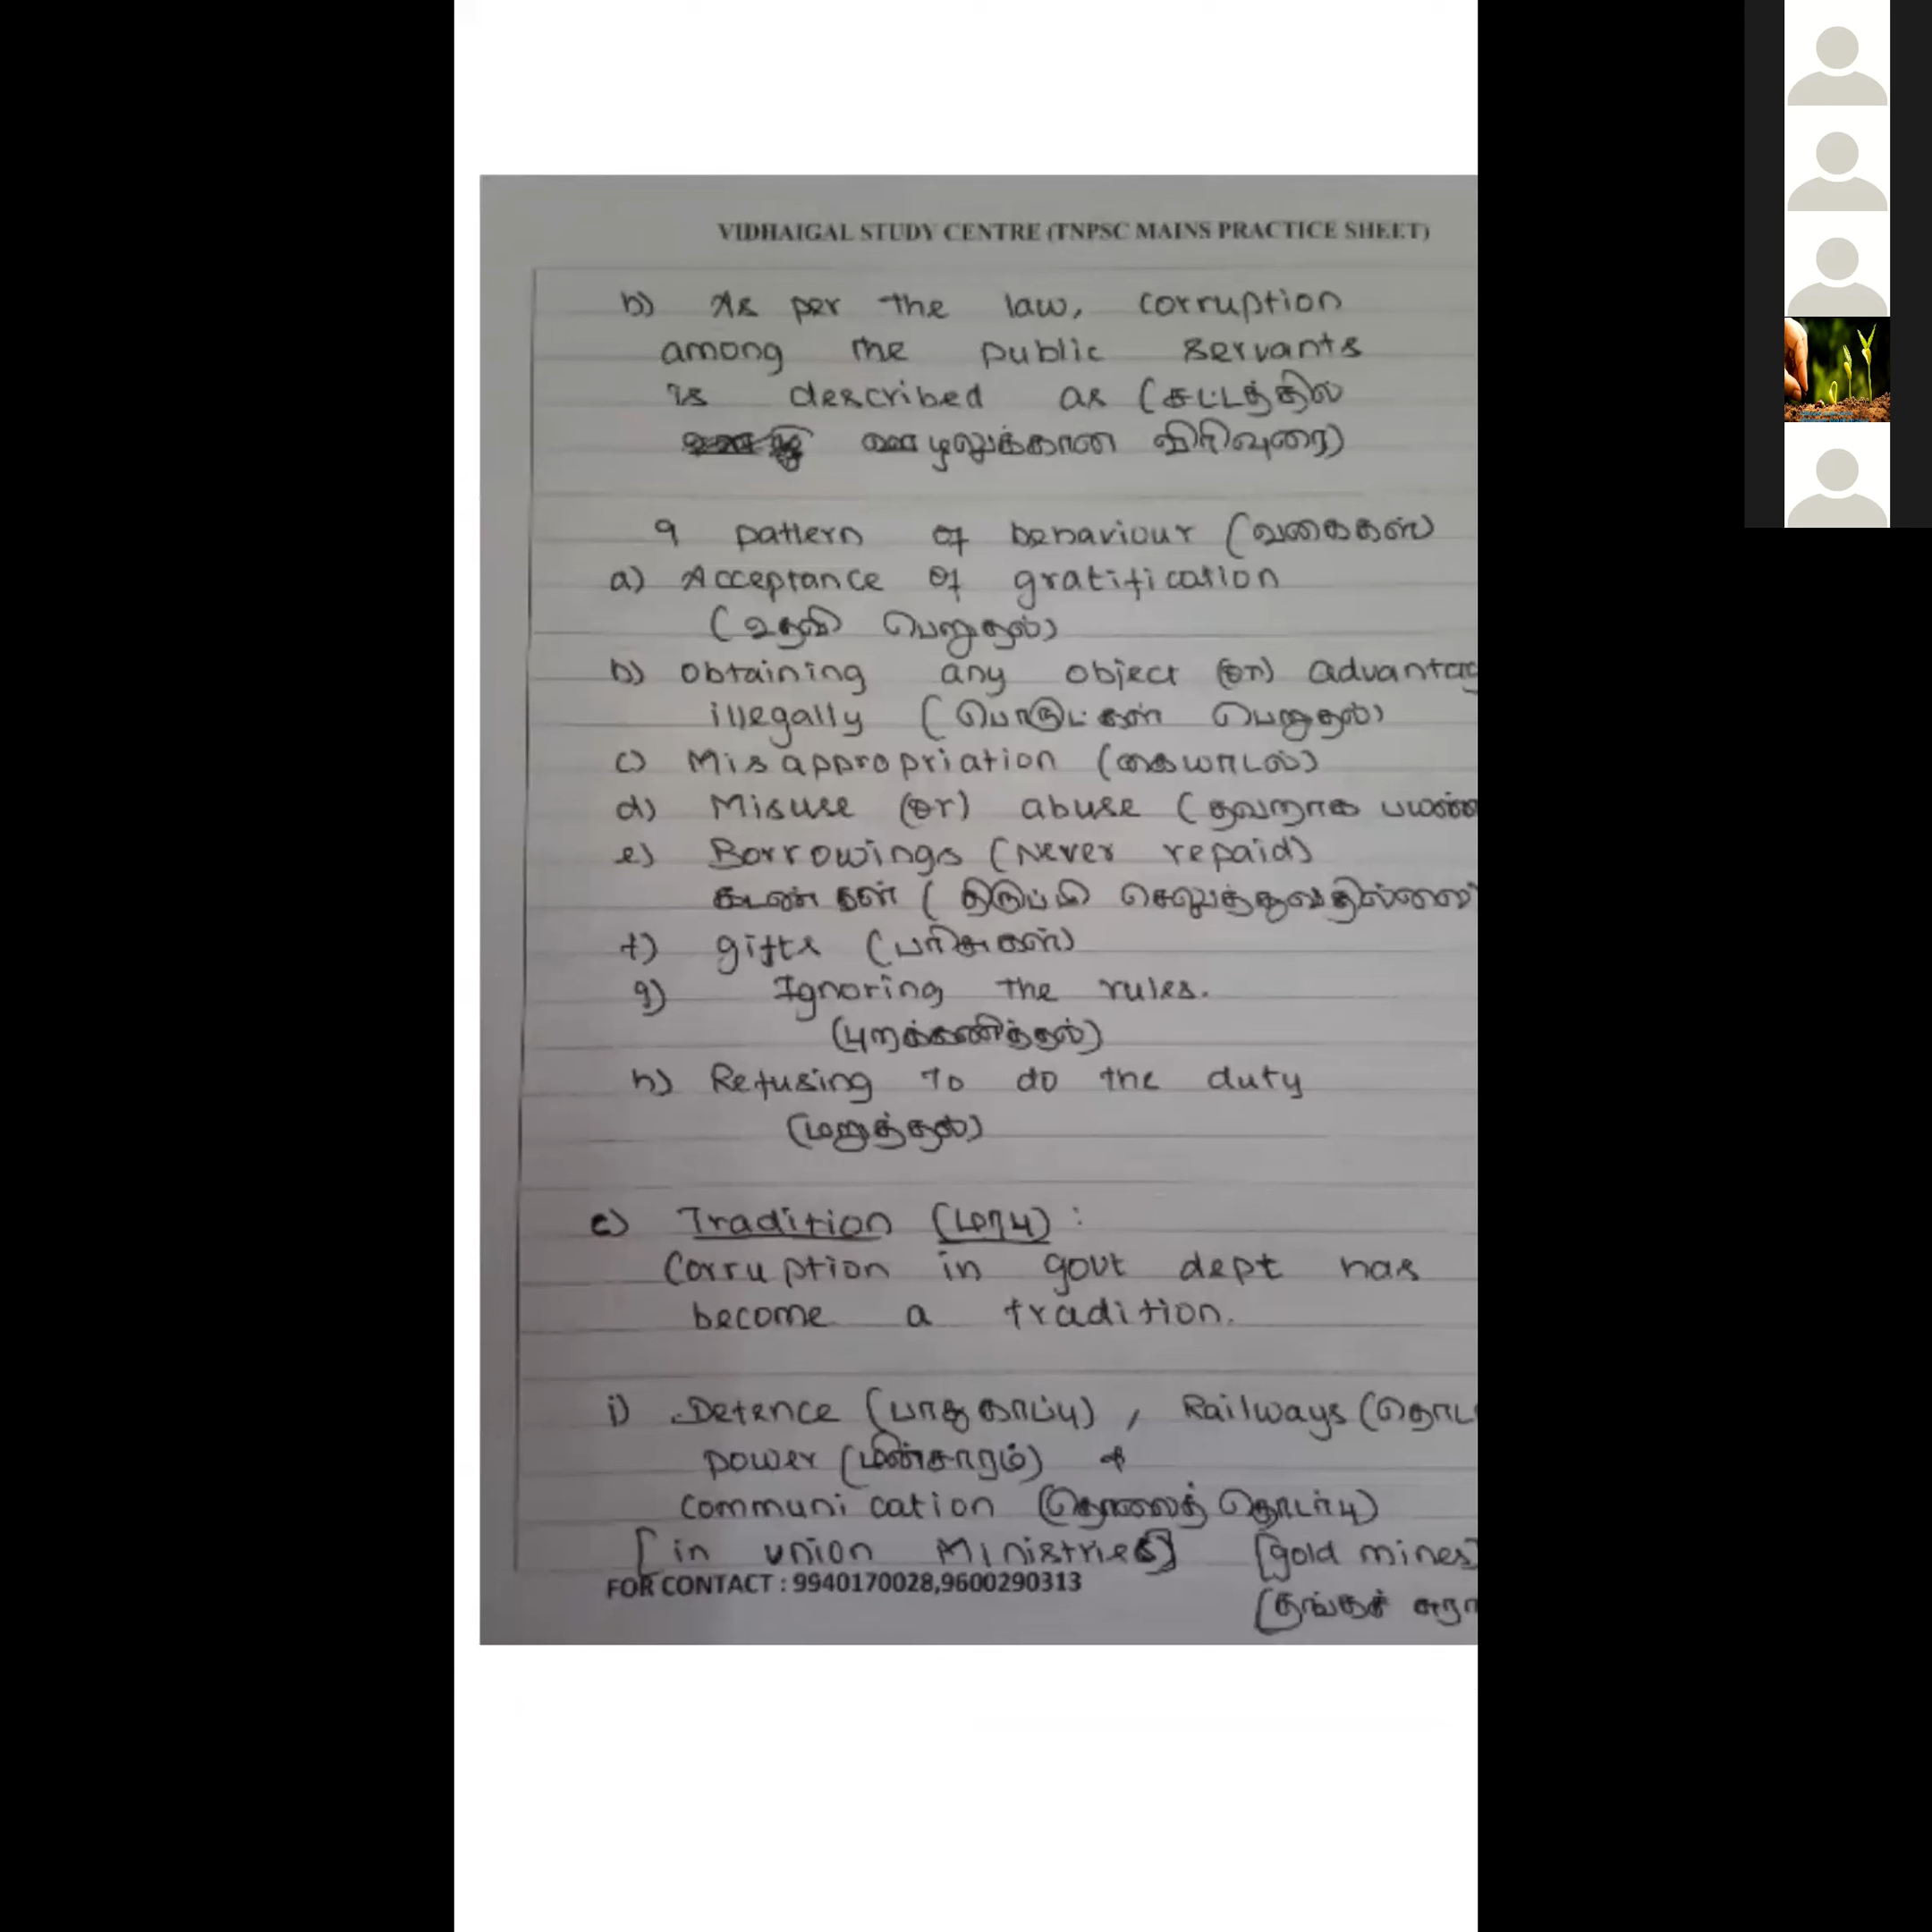 VIDHAIGAL STUDY CENTRE (TNPSC MAINS PRACTICE SHEET)
b) As per the law, corruption
among the public servants
is described as (சட்டத்தில்
ஊழலுக்கான விரிவுரை)
9 pattern of behaviour (வகைகள்)
a) Acceptance of gratification
(உதவி பெறுதல்)
b) Obtaining any object (or) advantag
illegally (பொருட்கள் பெறுதல்)
c) Misappropriation (கையாடல்)
d) Misuse (or) abuse (தவறாக
e) Borrowings (Never repaid)
கடன்கள் (திருப்பி செலுத்துவதில்லை)
f) gifts (பரிசுகள்)
g) Ignoring the rules.
(புறக்கணித்தல்)
h) Refusing to do the duty
(மறுத்தல்)
c) Tradition (மரபு) :
Corruption in govt dept has
become a tradition.
i) Defence (பாதுகாப்பு) , Railways (தொட
power (மின்சாரம்) &
communication (தொலைத் தொடர்பு)
[in union Ministries] [gold mines]
FOR CONTACT : 9940170028,9600290313
[தங்கச் சுர